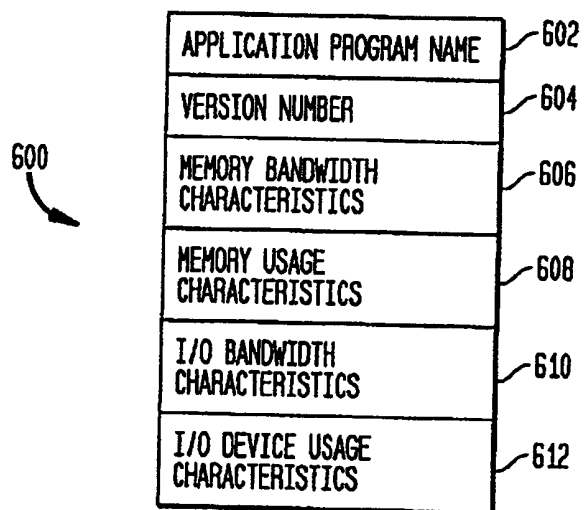 APPLICATION PROGRAM NAME
602
VERSION NUMBER
604
600
MEMORY BANDWIDTH
CHARACTERISTICS
606
MEMORY USAGE
CHARACTERISTICS
608
I/O BANDWIDTH
CHARACTERISTICS
610
I/O DEVICE USAGE
CHARACTERISTICS
612